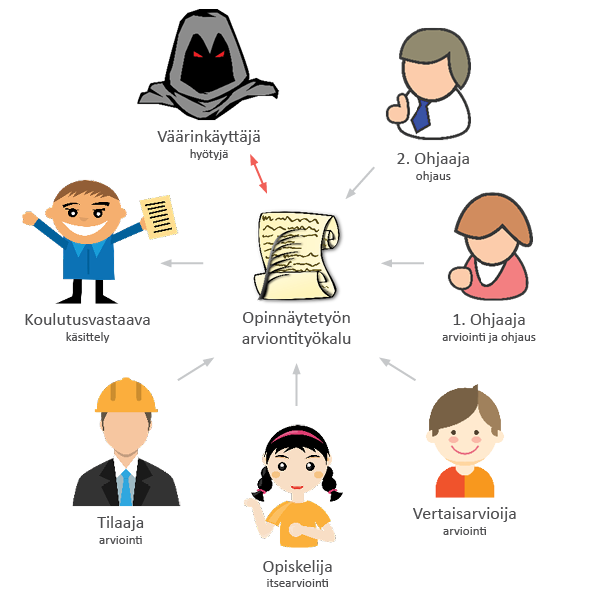 Väärinkäyttäjä
hyötyjä
2. Ohjaaja
ohjaus
Koulutusvastaava
käsittely
Opinnäytetyön
arviontityökalu
1. Ohjaaja
arviointi ja ohjaus
Tilaaja
arviointi
Opiskelija
itsearviointi
Vertaisarvioija
arviointi